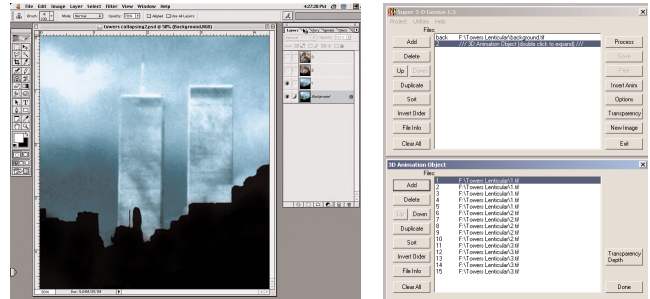 File Edit Image Layer Select Filter View Window Help
4:27:20 PM
Brush: 100
Mode: Normal
Opacity: 75%
Aligned
Use All Layers
towers collapsing2.psd @ 50% (Background,RGB)
Layers
Normal
Background
50%
Super 3-D Genius 1.3
Project Utilities Help
Files
Add
Delete
Up Down
Duplicate
Sort
Invert Order
File Info
Clear All
back F:\Towers Lenticular\background.tif
2 /// 3D Animation Object (double click to expand) ///
Process
Save
Print
Insert Anim
Options
Transparency
New Image
Exit
3D Animation Object
Files
Add
Delete
Up Down
Duplicate
Sort
Invert Order
File Info
Clear All
1 F:\Towers Lenticular\1.tif
2 F:\Towers Lenticular\1.tif
3 F:\Towers Lenticular\1.tif
4 F:\Towers Lenticular\1.tif
5 F:\Towers Lenticular\1.tif
6 F:\Towers Lenticular\2.tif
7 F:\Towers Lenticular\2.tif
8 F:\Towers Lenticular\2.tif
9 F:\Towers Lenticular\2.tif
10 F:\Towers Lenticular\2.tif
11 F:\Towers Lenticular\3.tif
12 F:\Towers Lenticular\3.tif
13 F:\Towers Lenticular\3.tif
14 F:\Towers Lenticular\3.tif
15 F:\Towers Lenticular\3.tif
Transparency
Depth
Done